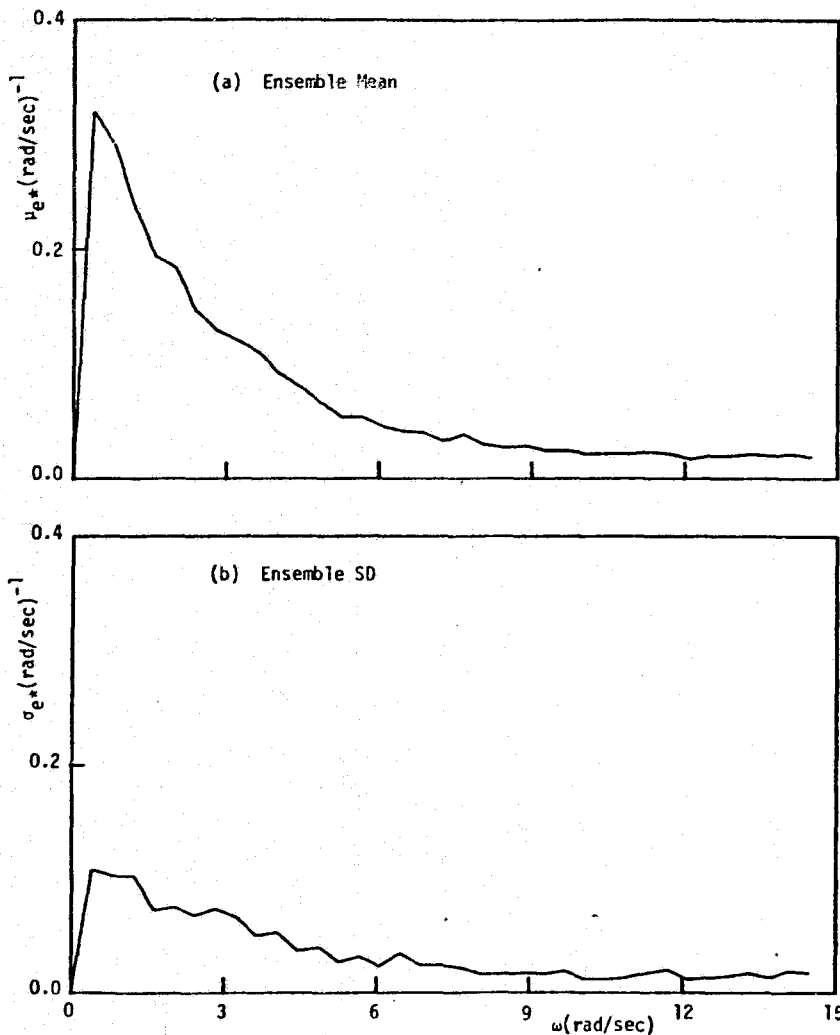 0.4
(a) Ensemble Mean
μe*(rad/sec)-1
0.2
0.0
0.4
(b) Ensemble SD
σe*(rad/sec)-1
0.2
0.0
0 3 6 9 12 15
ω(rad/sec)